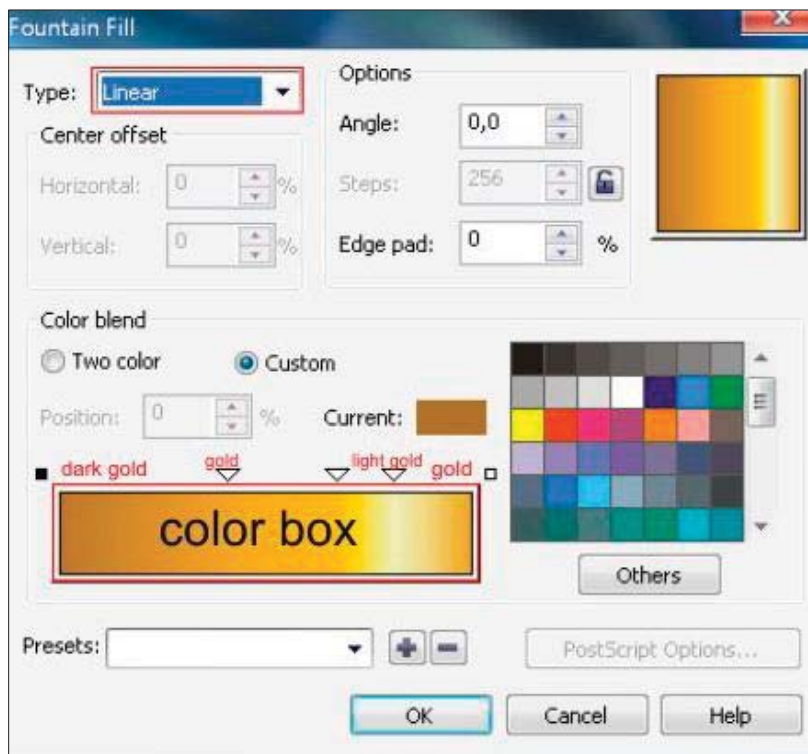 Fountain Fill
Type: Linear
Center offset
Horizontal: 0 %
Vertical: 0 %
Options
Angle: 0,0
Steps: 256
Edge pad: 0 %
Color blend
Two color Custom
Position: 0 % Current:
dark gold gold light gold gold
color box
Others
Presets:
PostScript Options...
OK Cancel Help